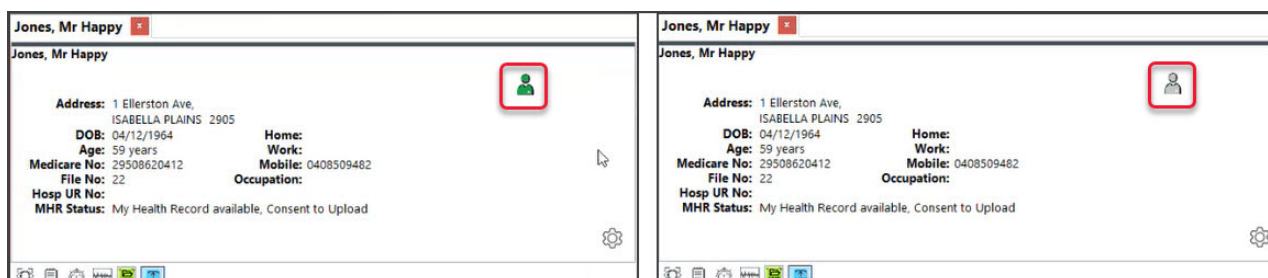 Jones, Mr Happy
Jones, Mr Happy
Address: 1 Ellerston Ave,
ISABELLA PLAINS 2905
DOB: 04/12/1964 Home:
Age: 59 years Work:
Medicare No: 29508620412 Mobile: 0408509482
File No: 22 Occupation:
Hosp UR No:
MHR Status: My Health Record available, Consent to Upload
Jones, Mr Happy
Jones, Mr Happy
Address: 1 Ellerston Ave,
ISABELLA PLAINS 2905
DOB: 04/12/1964 Home:
Age: 59 years Work:
Medicare No: 29508620412 Mobile: 0408509482
File No: 22 Occupation:
Hosp UR No:
MHR Status: My Health Record available, Consent to Upload